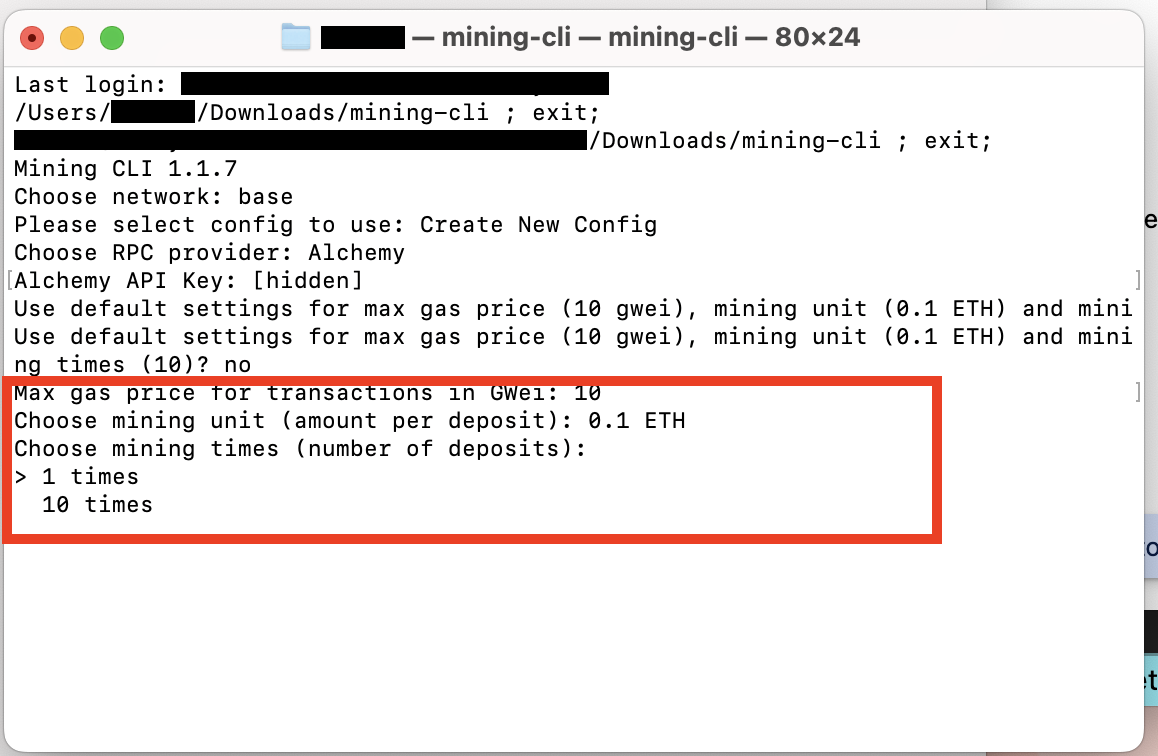 — mining-cli — mining-cli — 80×24
Last login:
/Users/ /Downloads/mining-cli ; exit;
/Downloads/mining-cli ; exit;
Mining CLI 1.1.7
Choose network: base
Please select config to use: Create New Config
Choose RPC provider: Alchemy
[Alchemy API Key: [hidden] ]
Use default settings for max gas price (10 gwei), mining unit (0.1 ETH) and mini
Use default settings for max gas price (10 gwei), mining unit (0.1 ETH) and mini
ng times (10)? no
Max gas price for transactions in GWei: 10 ]
Choose mining unit (amount per deposit): 0.1 ETH
Choose mining times (number of deposits):
> 1 times
10 times